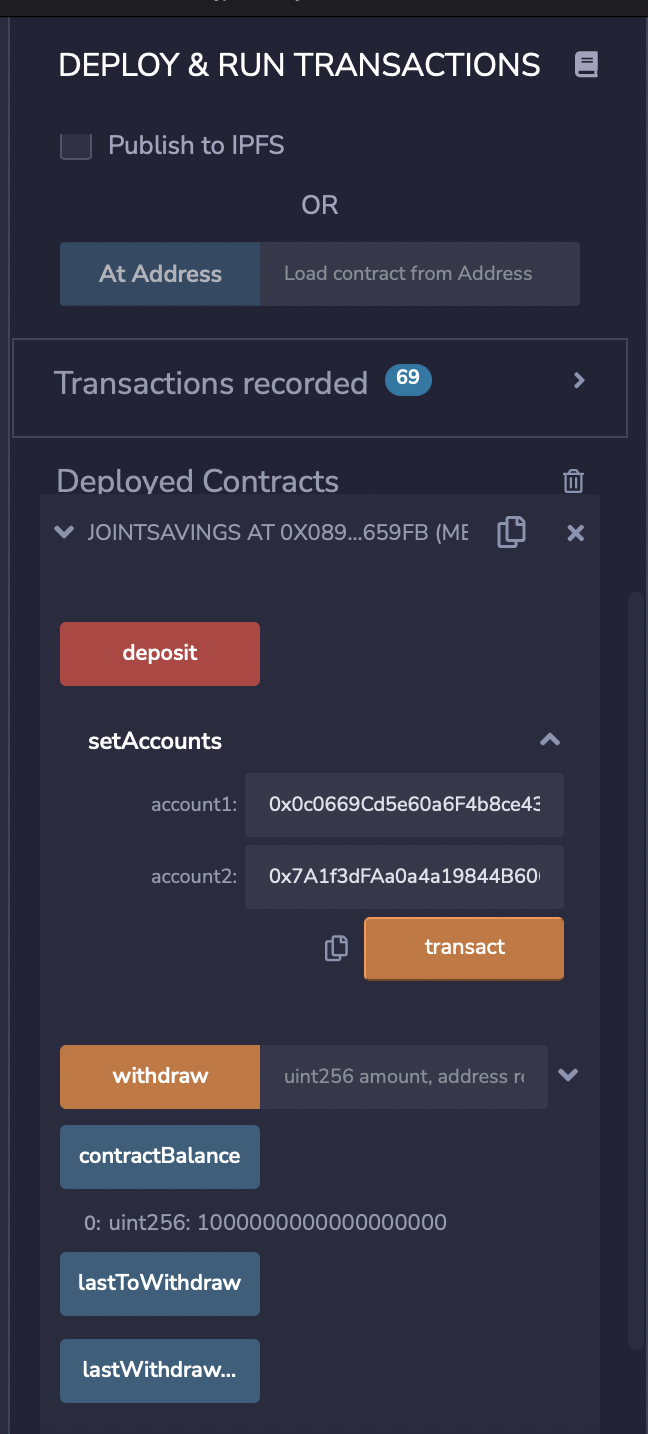 DEPLOY & RUN TRANSACTIONS
Publish to IPFS
OR
At Address Load contract from Address
Transactions recorded 69
Deployed Contracts
JOINTSAVINGS AT 0X089...659FB (ME
deposit
setAccounts
account1: 0x0c0669Cd5e60a6F4b8ce43
account2: 0x7A1f3dFAa0a4a19844B60
transact
withdraw uint256 amount, address re
contractBalance
0: uint256: 1000000000000000000
lastToWithdraw
lastWithdraw...